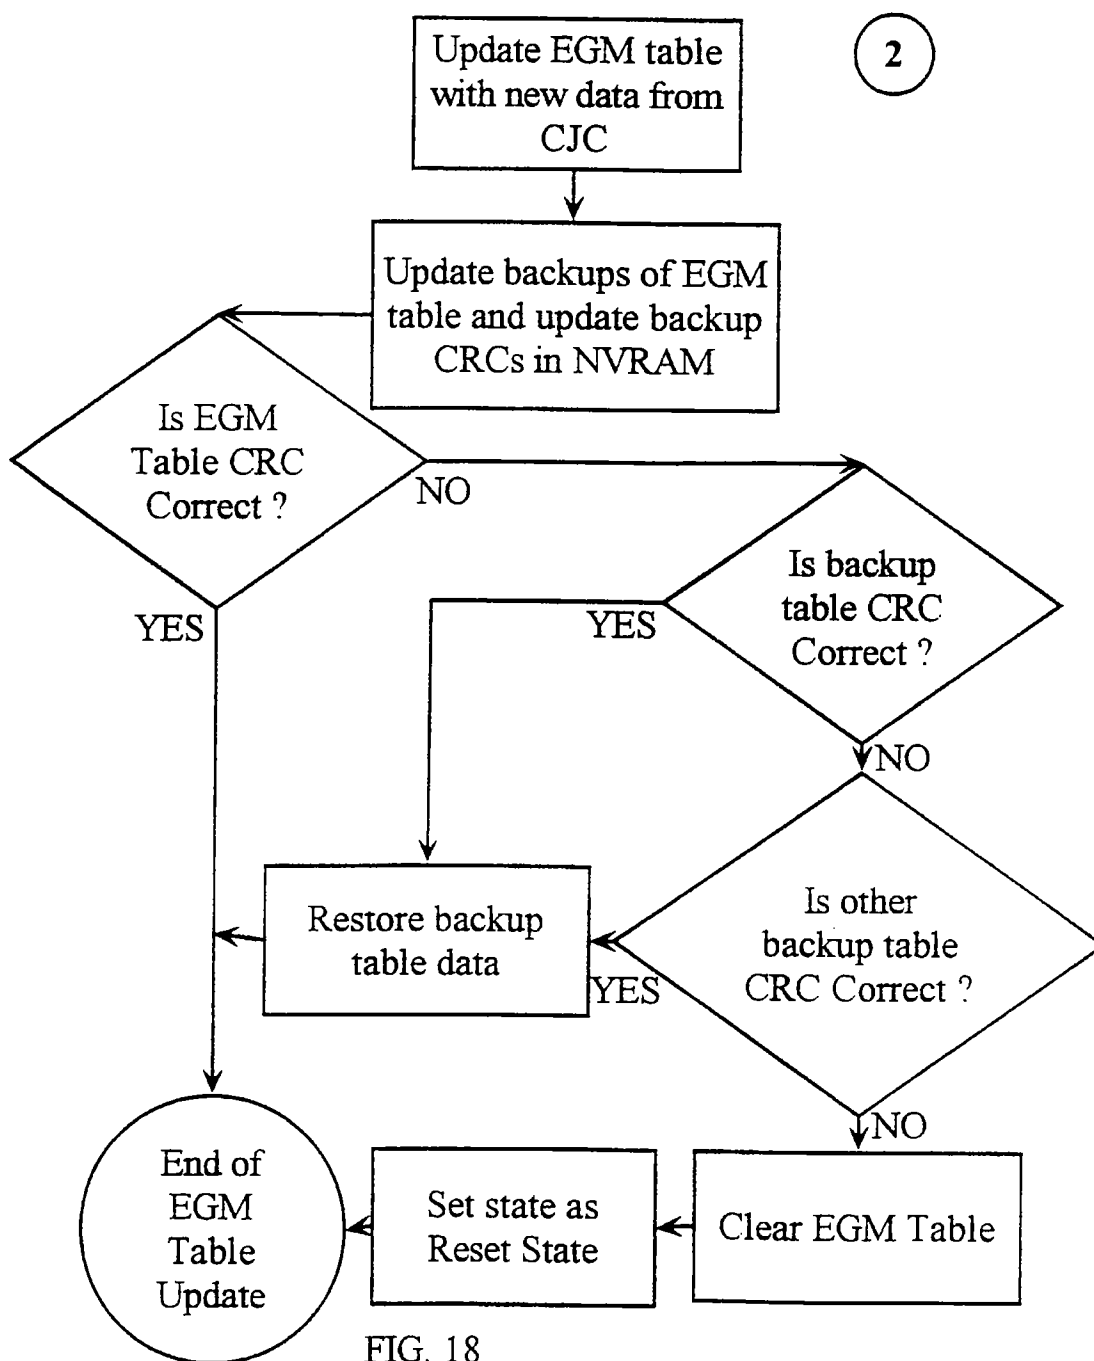 Update EGM table
with new data from
CJC
2
Update backups of EGM
table and update backup
CRCs in NVRAM
Is EGM
Table CRC
Correct ?
NO
YES
Is backup
table CRC
Correct ?
YES
NO
Restore backup
table data
Is other
backup table
CRC Correct ?
YES
NO
End of
EGM
Table
Update
Set state as
Reset State
Clear EGM Table
FIG. 18